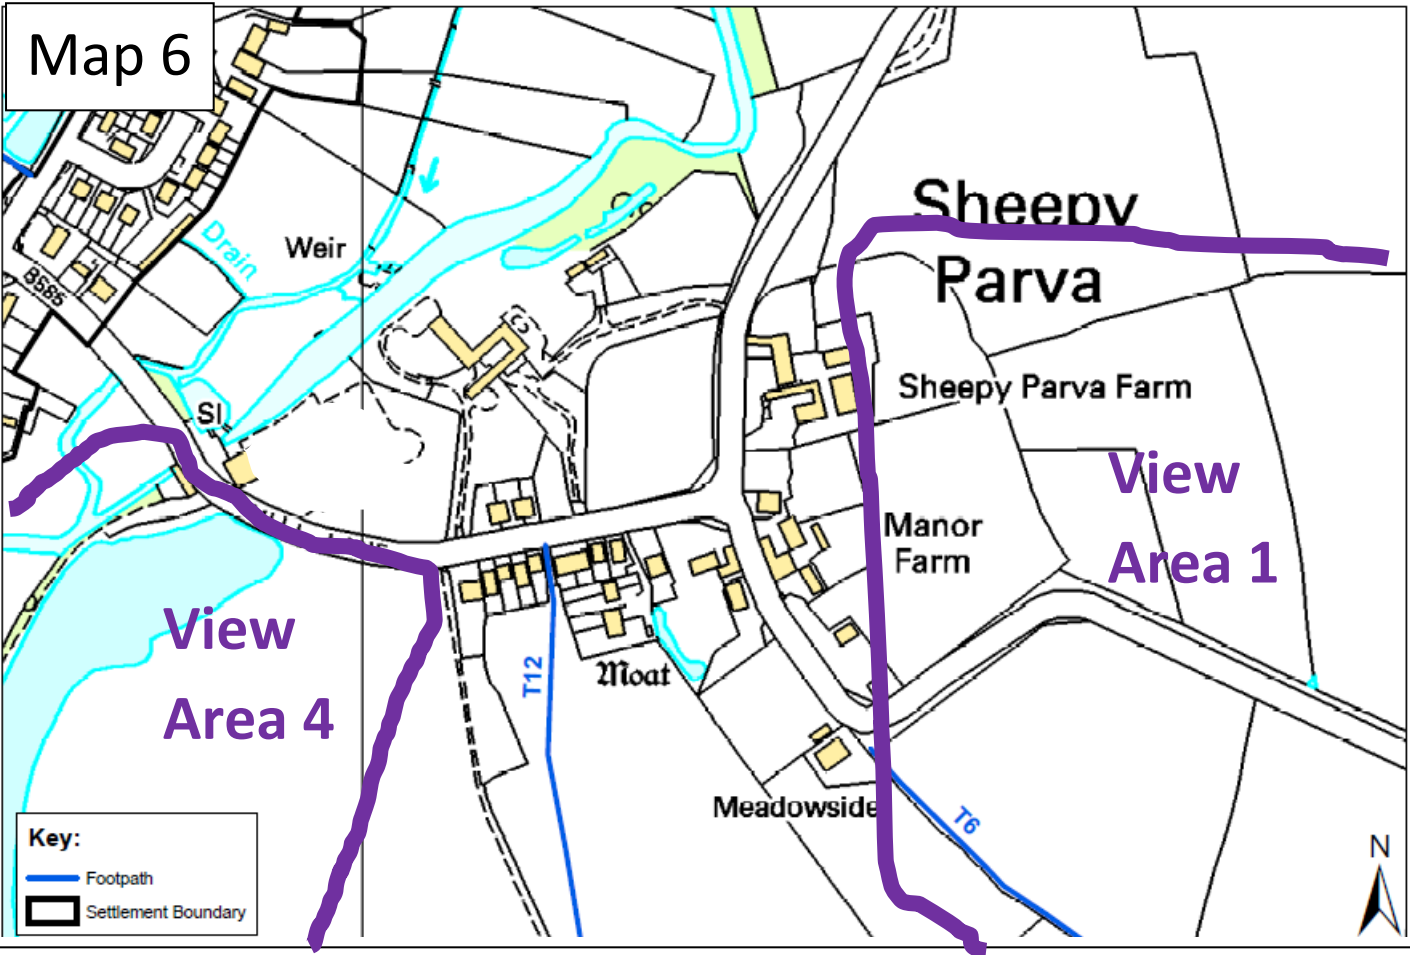 Map 6
Sheepy
Parva
Drain
Weir
B585
SI
Sheepy Parva Farm
View
Area 1
Manor
Farm
View
Area 4
T12
Moat
Meadowside
T6
Key:
Footpath
Settlement Boundary
N